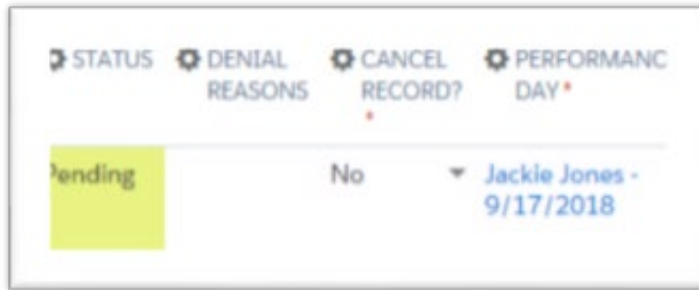 STATUS DENIAL CANCEL PERFORMANC
REASONS RECORD? DAY*
*
Pending No Jackie Jones -
9/17/2018